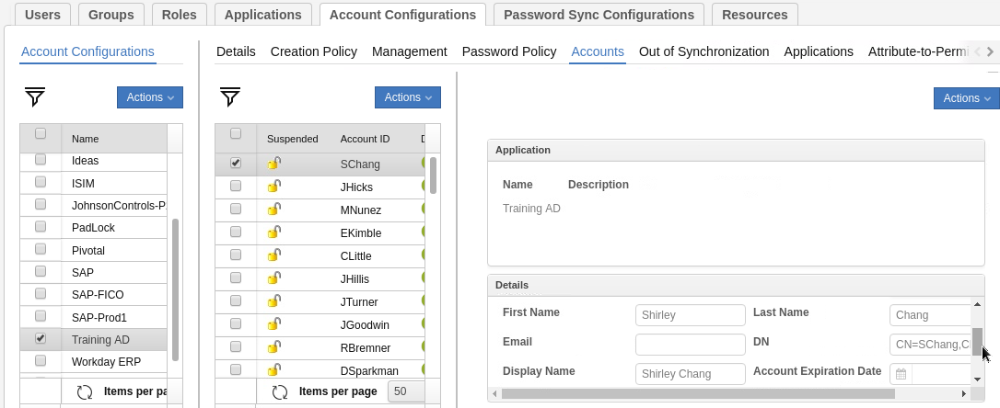 Users Groups Roles Applications Account Configurations Password Sync Configurations Resources
Account Configurations
Details Creation Policy Management Password Policy Accounts Out of Synchronization Applications Attribute-to-Permi
Actions
Actions
Actions
Name
Ideas
ISIM
JohnsonControls-P
PadLock
Pivotal
SAP
SAP-FICO
SAP-Prod1
Training AD
Workday ERP
Items per pa
Suspended Account ID D
SChang
JHicks
MNunez
EKimble
CLittle
JHillis
JTurner
JGoodwin
RBremner
DSparkman
Items per page 50
Application
Name Description
Training AD
Details
First Name Shirley Last Name Chang
Email DN CN=SChang,C
Display Name Shirley Chang Account Expiration Date